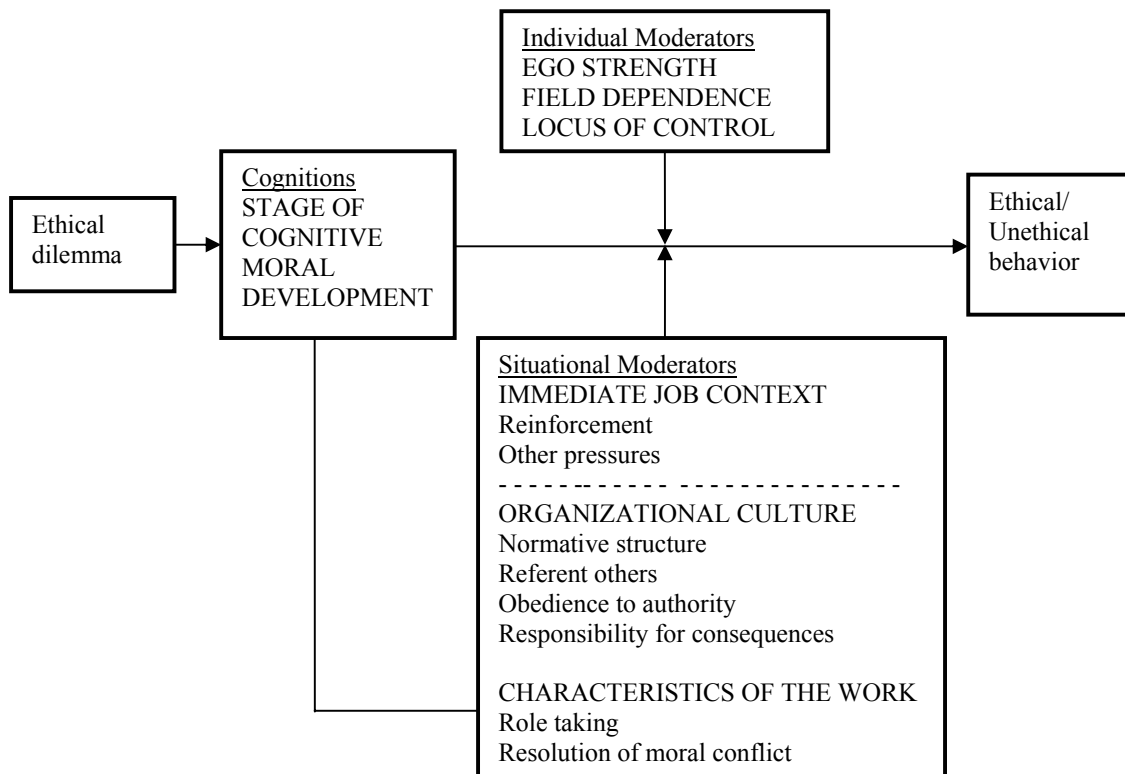 Individual Moderators
EGO STRENGTH
FIELD DEPENDENCE
LOCUS OF CONTROL
Ethical
dilemma
Cognitions
STAGE OF
COGNITIVE
MORAL
DEVELOPMENT
Ethical/
Unethical
behavior
Situational Moderators
IMMEDIATE JOB CONTEXT
Reinforcement
Other pressures
ORGANIZATIONAL CULTURE
Normative structure
Referent others
Obedience to authority
Responsibility for consequences
CHARACTERISTICS OF THE WORK
Role taking
Resolution of moral conflict